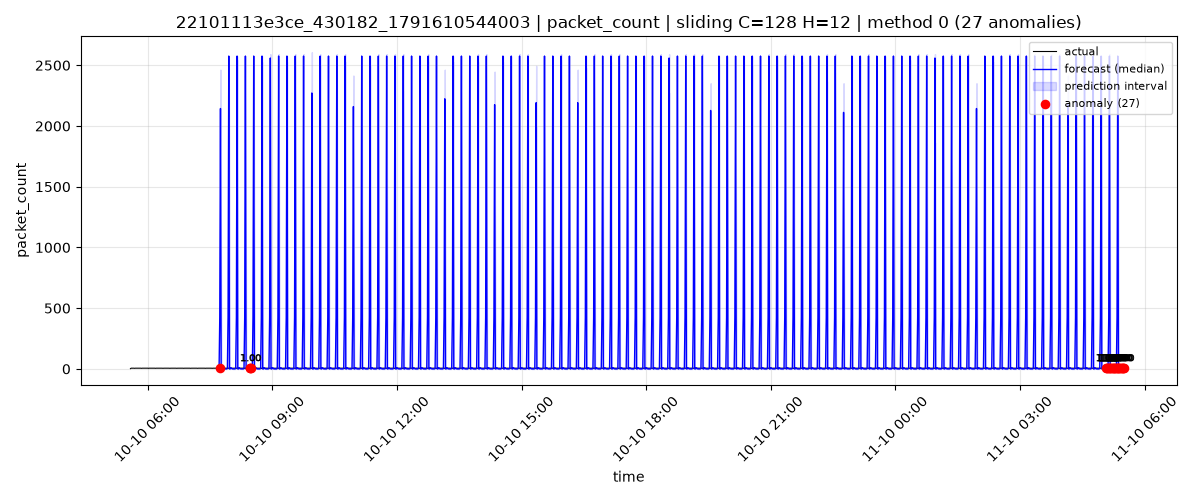 22101113e3ce_430182_1791610544003 | packet_count | sliding C=128 H=12 | method 0 (27 anomalies)
actual
forecast (median)
prediction interval
anomaly (27)
packet_count
2500
2000
1500
1000
500
0
1.00
10-10 06:00
10-10 09:00
10-10 12:00
10-10 15:00
10-10 18:00
10-10 21:00
11-10 00:00
11-10 03:00
11-10 06:00
time